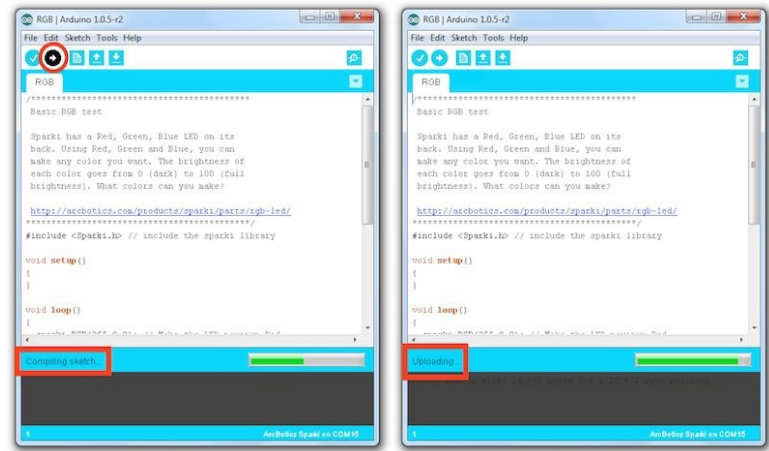 RGB | Arduino 1.0.5-r2
File Edit Sketch Tools Help
RGB
/******************************************
Basic RGB test
Sparki has a Red, Green, Blue LED on its
back. Using Red, Green and Blue, you can
make any color you want. The brightness of
each color goes from 0 (dark) to 100 (full
brightness). What colors can you make?
http://arcbotics.com/products/sparki/parts/rgb-led/
*******************************************/
#include <Sparki.h> // include the sparki library
void setup()
{
}
void loop()
{
Compiling sketch...
1
ArcBotics Sparki on COM15
RGB | Arduino 1.0.5-r2
File Edit Sketch Tools Help
RGB
/******************************************
Basic RGB test
Sparki has a Red, Green, Blue LED on its
back. Using Red, Green and Blue, you can
make any color you want. The brightness of
each color goes from 0 (dark) to 100 (full
brightness). What colors can you make?
http://arcbotics.com/products/sparki/parts/rgb-led/
*******************************************/
#include <Sparki.h> // include the sparki library
void setup()
{
}
void loop()
{
Uploading...
1
ArcBotics Sparki on COM15